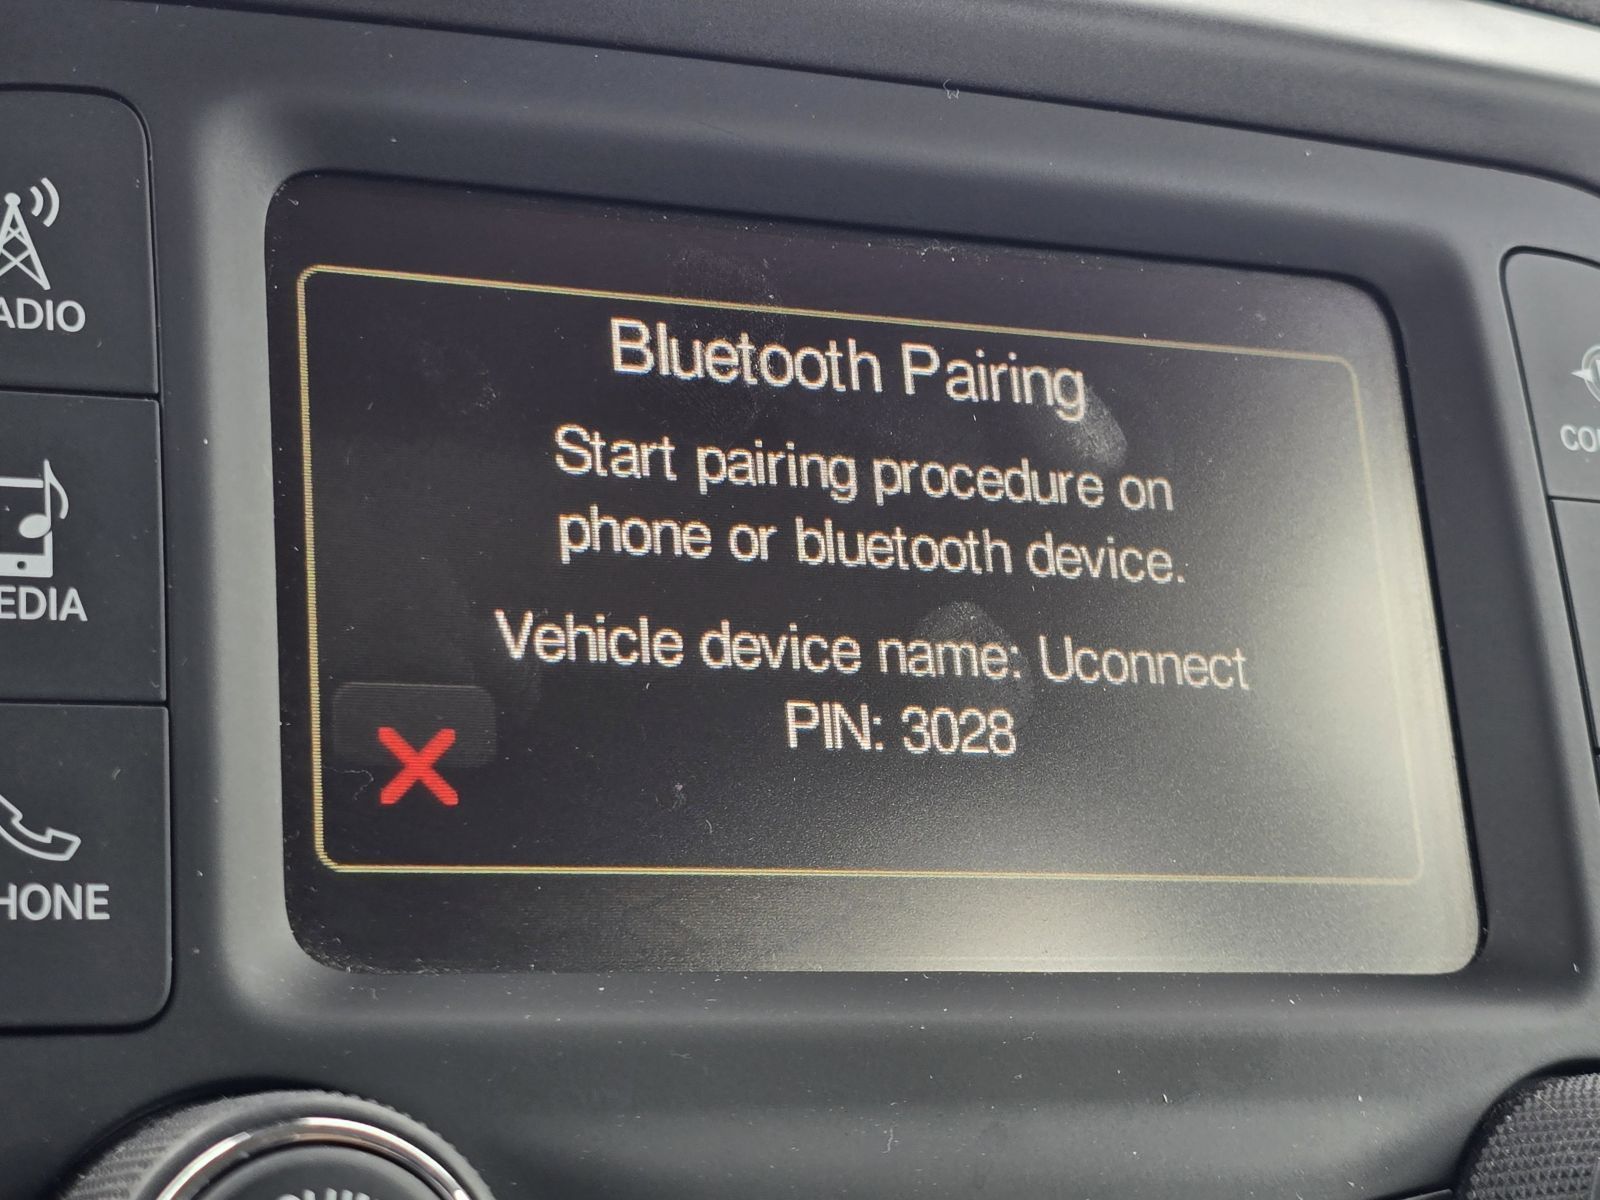 Bluetooth Pairing
Start pairing procedure on
phone or bluetooth device.
Vehicle device name: Uconnect
PIN: 3028
ADIO
EDIA
HONE
CO